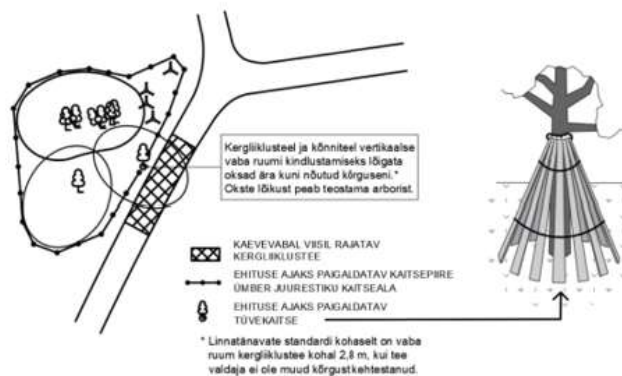 Kergliiklusteel ja kõnniteel vertikaalse
vaba ruumi kindlustamiseks lõigata
oksad ära kuni nõutud kõrguseni.*
Okste lõikust peab teostama arborist.
KAEVEVABAL VIISIL RAJATAV
KERGLIIKLUSTEE
EHITUSE AJAKS PAIGALDATAV KAITSEPIIRE
ÜMBER JUURESTIKU KAITSEALA
EHITUSE AJAKS PAIGALDATAV
TÜVEKAITSE
* Linnatänavate standardi kohaselt on vaba
ruum kergliiklustee kohal 2,8 m, kui tee
valdaja ei ole muud kõrgust kehtestanud.